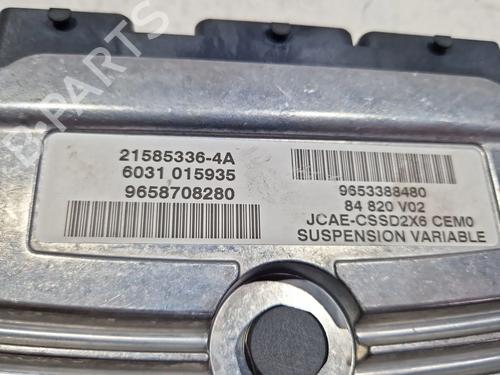 21585336-4A
6031 015935
9658708280
9653388480
84 820 V02
JCAE-CSSD2X6 CEM0
SUSPENSION VARIABLE
B-PARTS